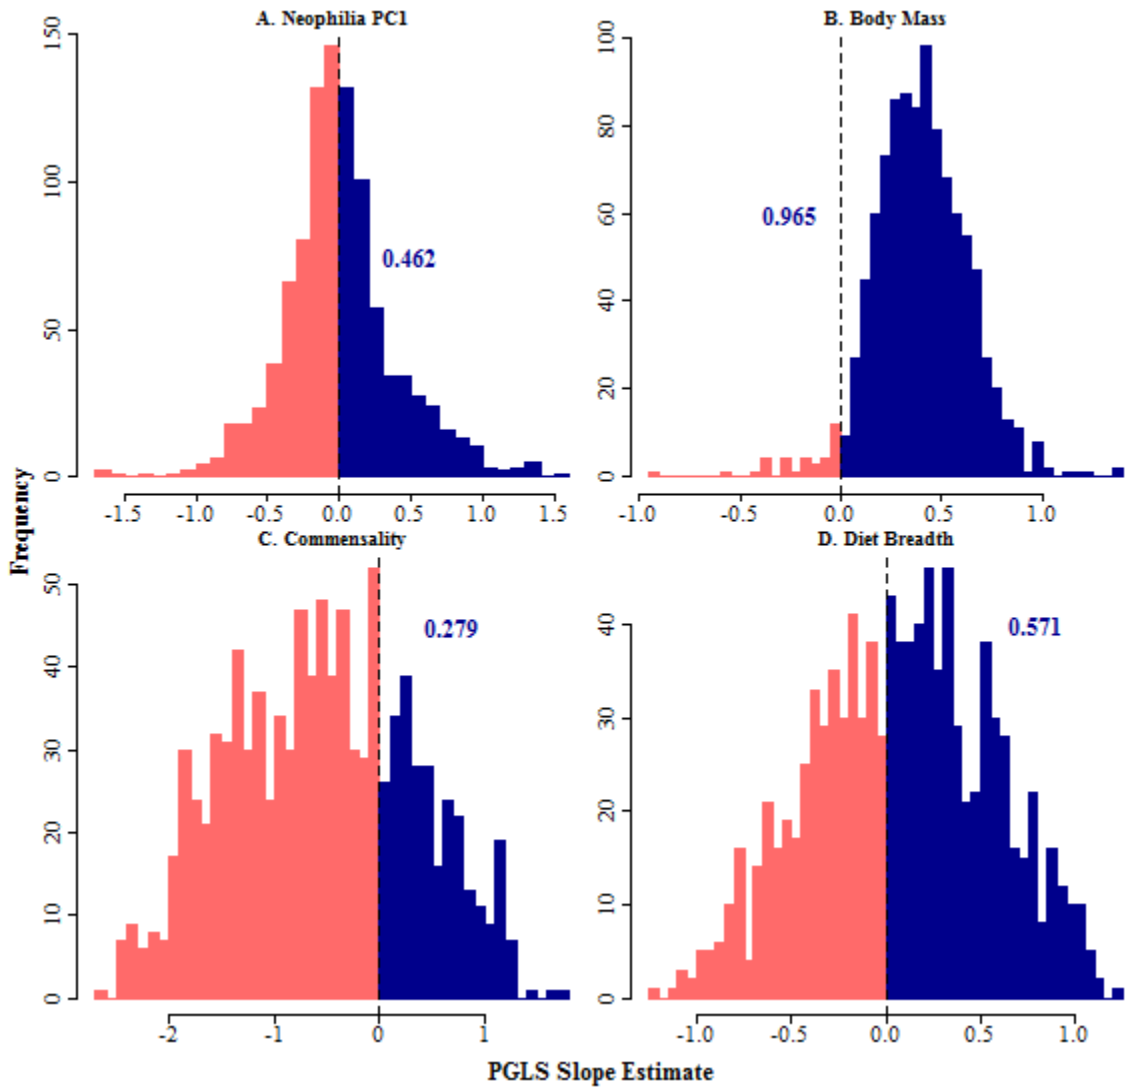 A. Neophilia PC1
150
100
50
0
0.462
-1.5 -1.0 -0.5 0.0 0.5 1.0 1.5
B. Body Mass
100
80
60
40
20
0
0.965
-1.0 -0.5 0.0 0.5 1.0
Frequency
C. Commensality
50
40
30
20
10
0
0.279
-2 -1 0 1
D. Diet Breadth
40
30
20
10
0
0.571
-1.0 -0.5 0.0 0.5 1.0
PGLS Slope Estimate